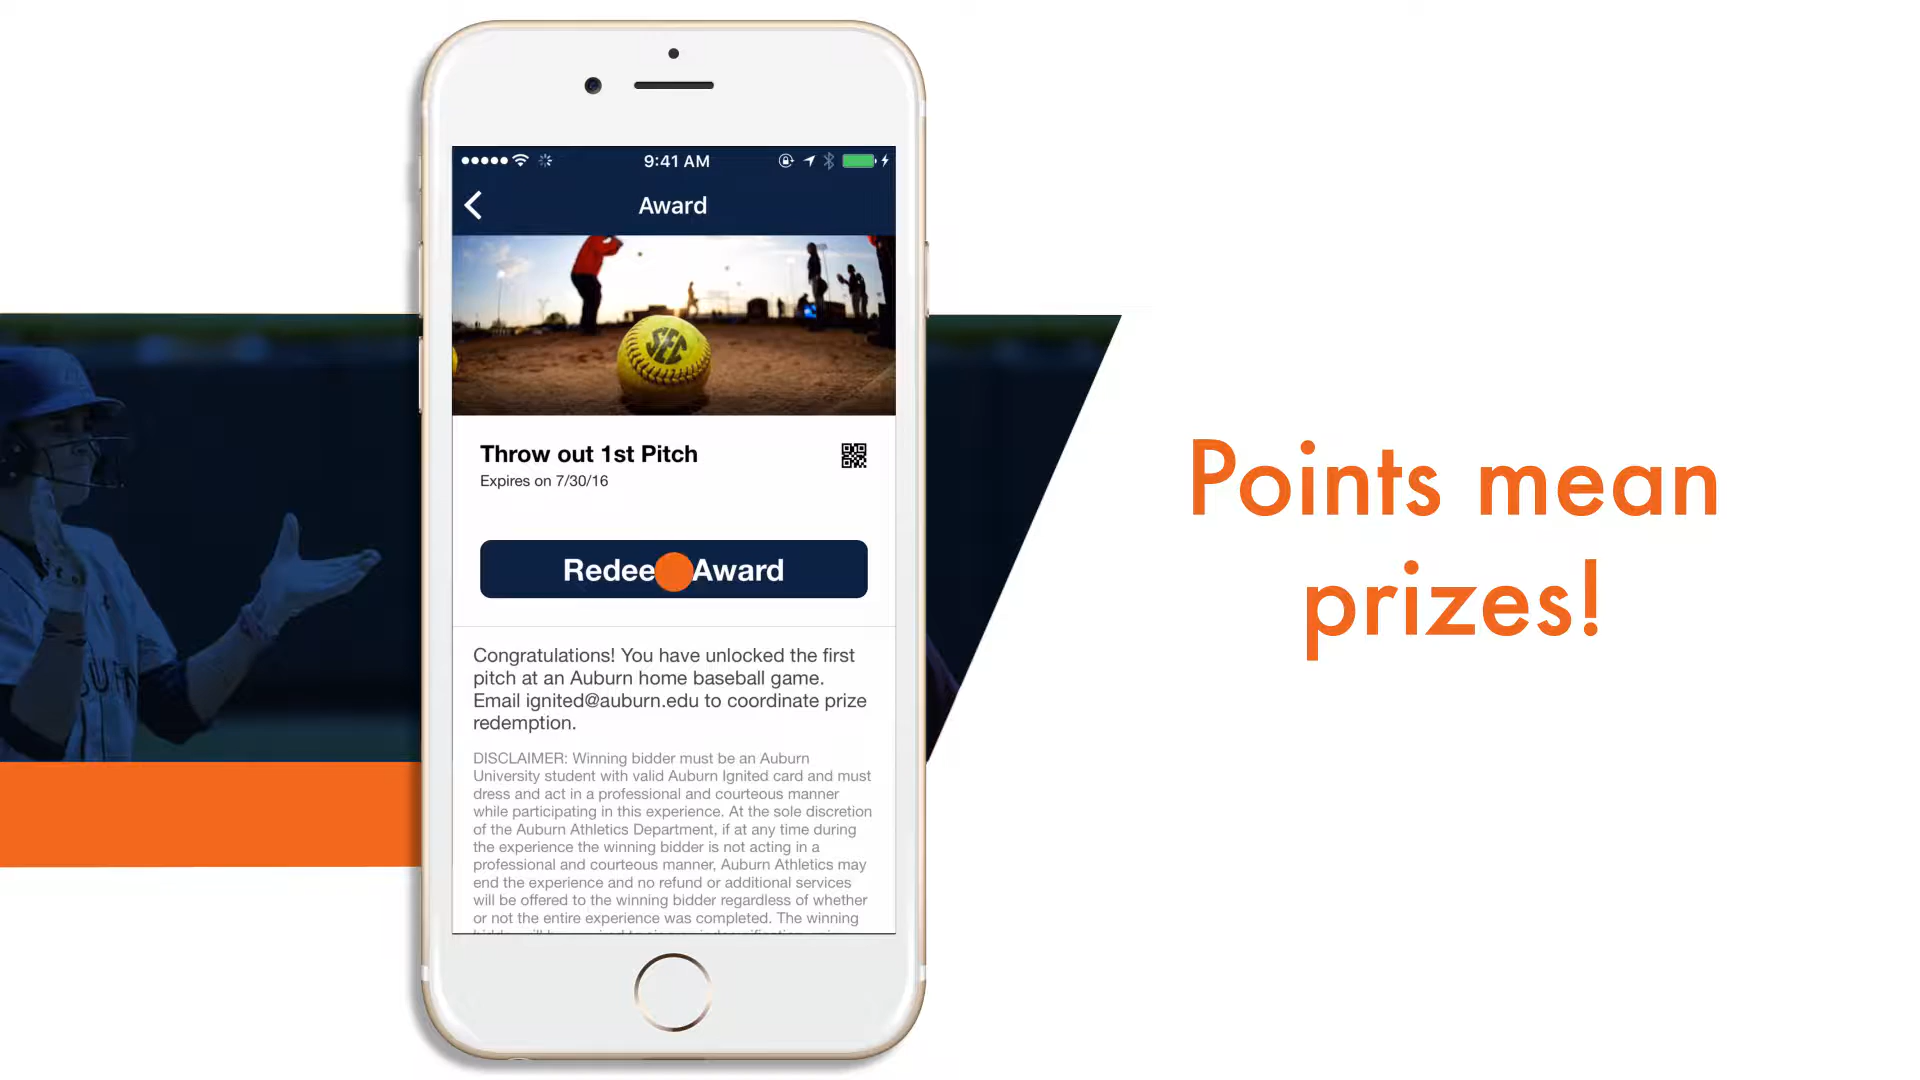 9:41 AM
Award
SEC
Throw out 1st Pitch
Expires on 7/30/16
Redee Award
Congratulations! You have unlocked the first
pitch at an Auburn home baseball game.
Email ignited@auburn.edu to coordinate prize
redemption.
DISCLAIMER: Winning bidder must be an Auburn
University student with valid Auburn Ignited card and must
dress and act in a professional and courteous manner
while participating in this experience. At the sole discretion
of the Auburn Athletics Department, if at any time during
the experience the winning bidder is not acting in a
professional and courteous manner, Auburn Athletics may
end the experience and no refund or additional services
will be offered to the winning bidder regardless of whether
or not the entire experience was completed. The winning
Points mean
prizes!